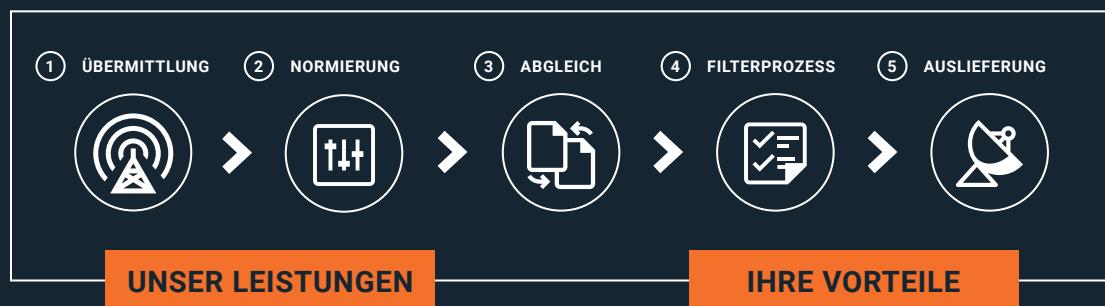 1 ÜBERMITTLUNG
2 NORMIERUNG
3 ABGLEICH
4 FILTERPROZESS
5 AUSLIEFERUNG
UNSER LEISTUNGEN
IHRE VORTEILE